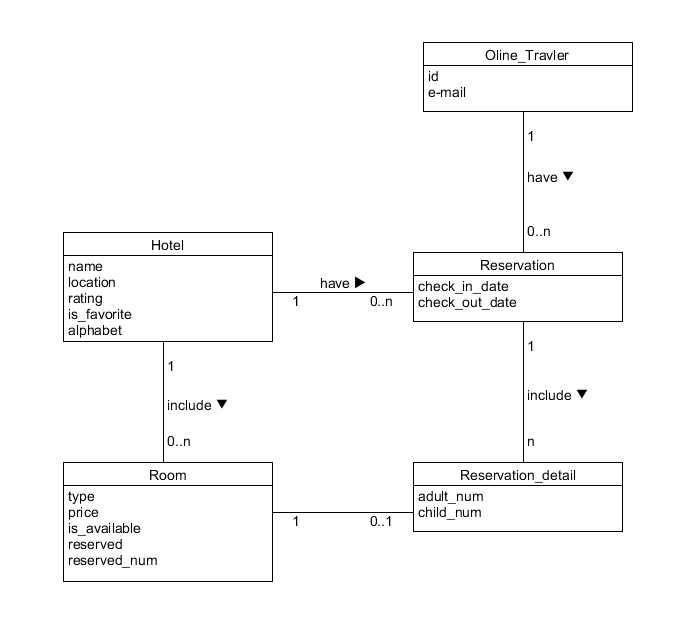 Oline_Travler
id
e-mail
1
have ▼
0..n
Hotel
name
location
rating
is_favorite
alphabet
have ▶
1
0..n
Reservation
check_in_date
check_out_date
1
include ▼
0..n
1
include ▼
n
Room
type
price
is_available
reserved
reserved_num
1
0..1
Reservation_detail
adult_num
child_num